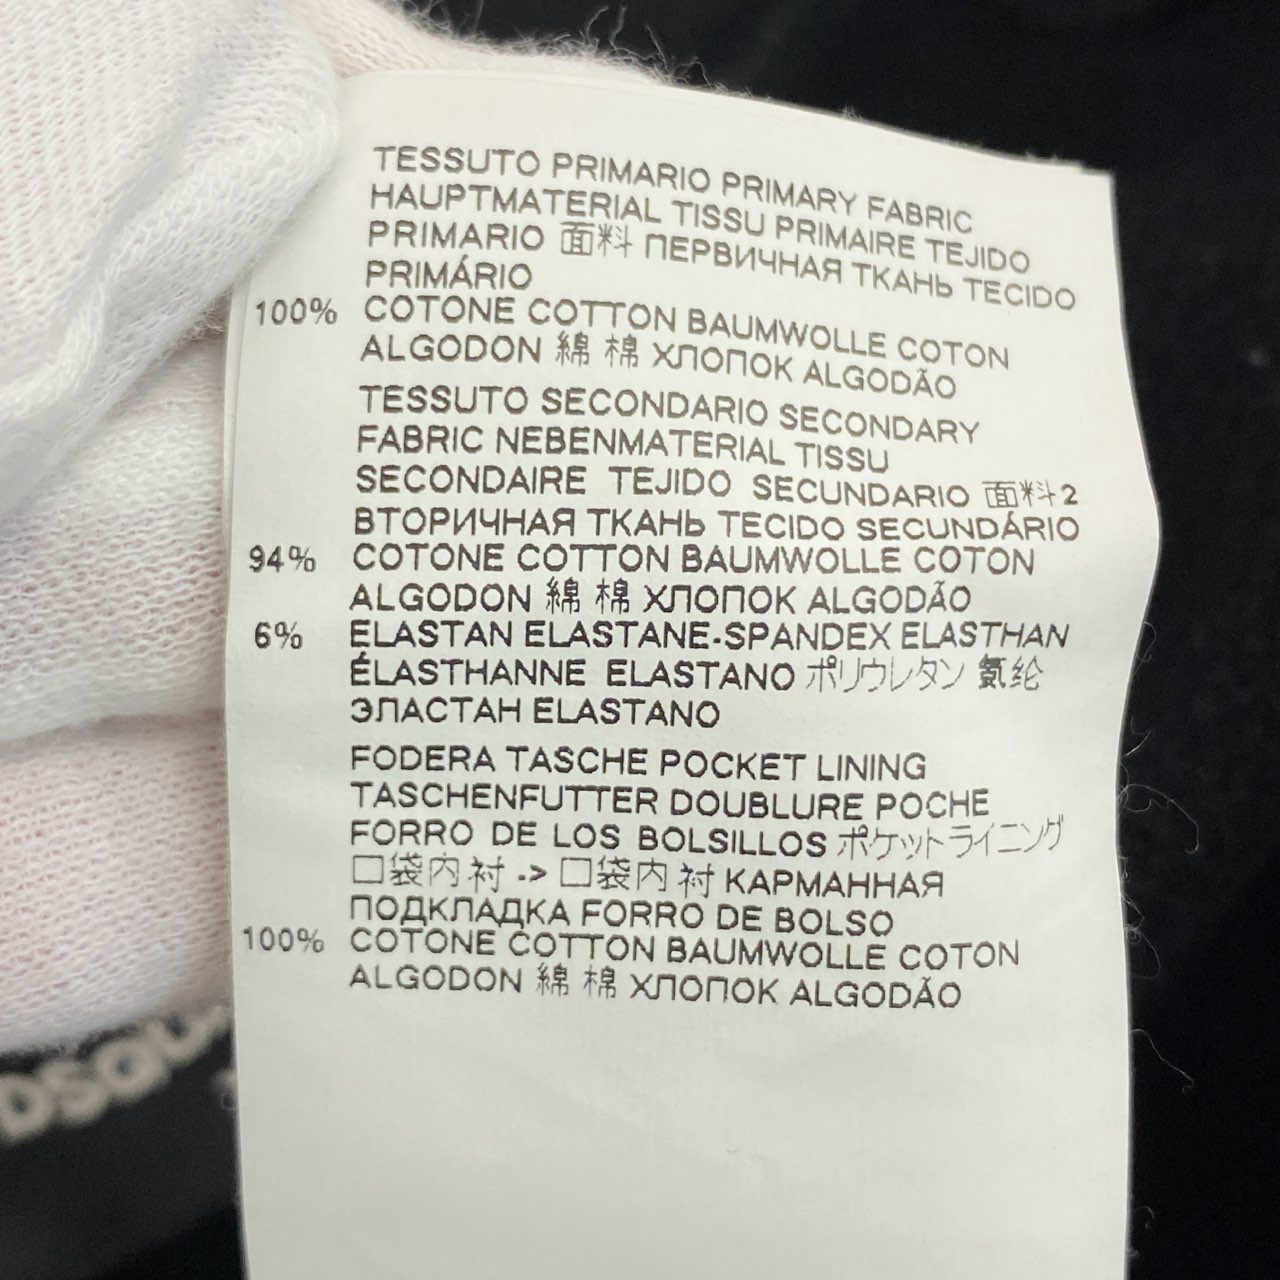 TESSUTO PRIMARIO PRIMARY FABRIC
HAUPTMATERIAL TISSU PRIMAIRE TEJIDO
PRIMARIO 面料 ПЕРВИЧНАЯ ТКАНЬ TECIDO
PRIMÁRIO
100% COTONE COTTON BAUMWOLLE COTON
ALGODON 綿 棉 ХЛОПОК ALGODÃO
TESSUTO SECONDARIO SECONDARY
FABRIC NEBENMATERIAL TISSU
SECONDAIRE TEJIDO SECUNDARIO 面料2
ВТОРИЧНАЯ ТКАНЬ TECIDO SECUNDÁRIO
94% COTONE COTTON BAUMWOLLE COTON
ALGODON 綿 棉 ХЛОПОК ALGODÃO
6% ELASTAN ELASTANE-SPANDEX ELASTHAN
ÉLASTHANNE ELASTANO ポリウレタン 氨纶
ЭЛАСТАН ELASTANO
FODERA TASCHE POCKET LINING
TASCHENFUTTER DOUBLURE POCHE
FORRO DE LOS BOLSILLOS ポケットライニング
口袋内衬 -> 口袋内衬 КАРМАННАЯ
ПОДКЛАДКА FORRO DE BOLSO
100% COTONE COTTON BAUMWOLLE COTON
ALGODON 綿 棉 ХЛОПОК ALGODÃO